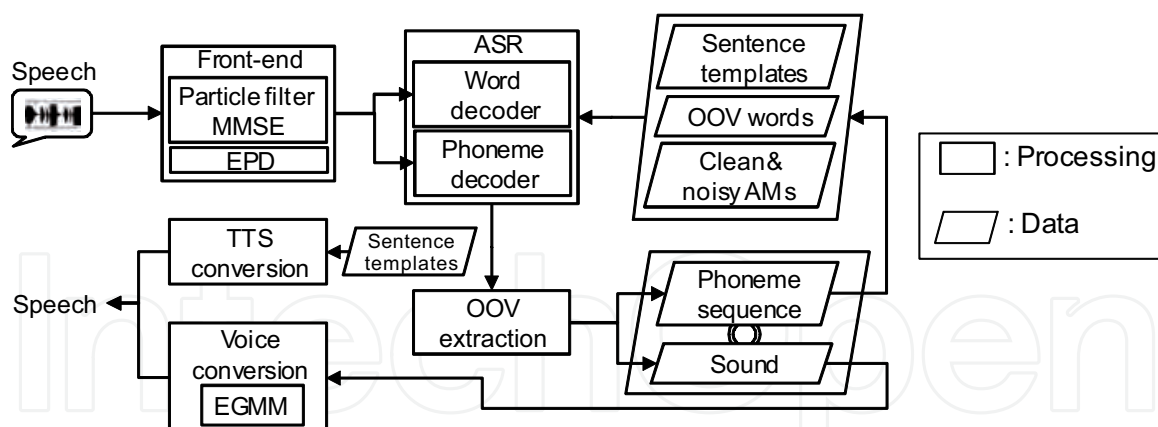 Speech
Front-end
Particle filter
MMSE
EPD
ASR
Word
decoder
Phoneme
decoder
Sentence
templates
OOV words
Clean &
noisy AMs
: Processing
: Data
TTS
conversion
Sentence
templates
Speech
Voice
conversion
EGMM
OOV
extraction
Phoneme
sequence
Sound
IntechOpen